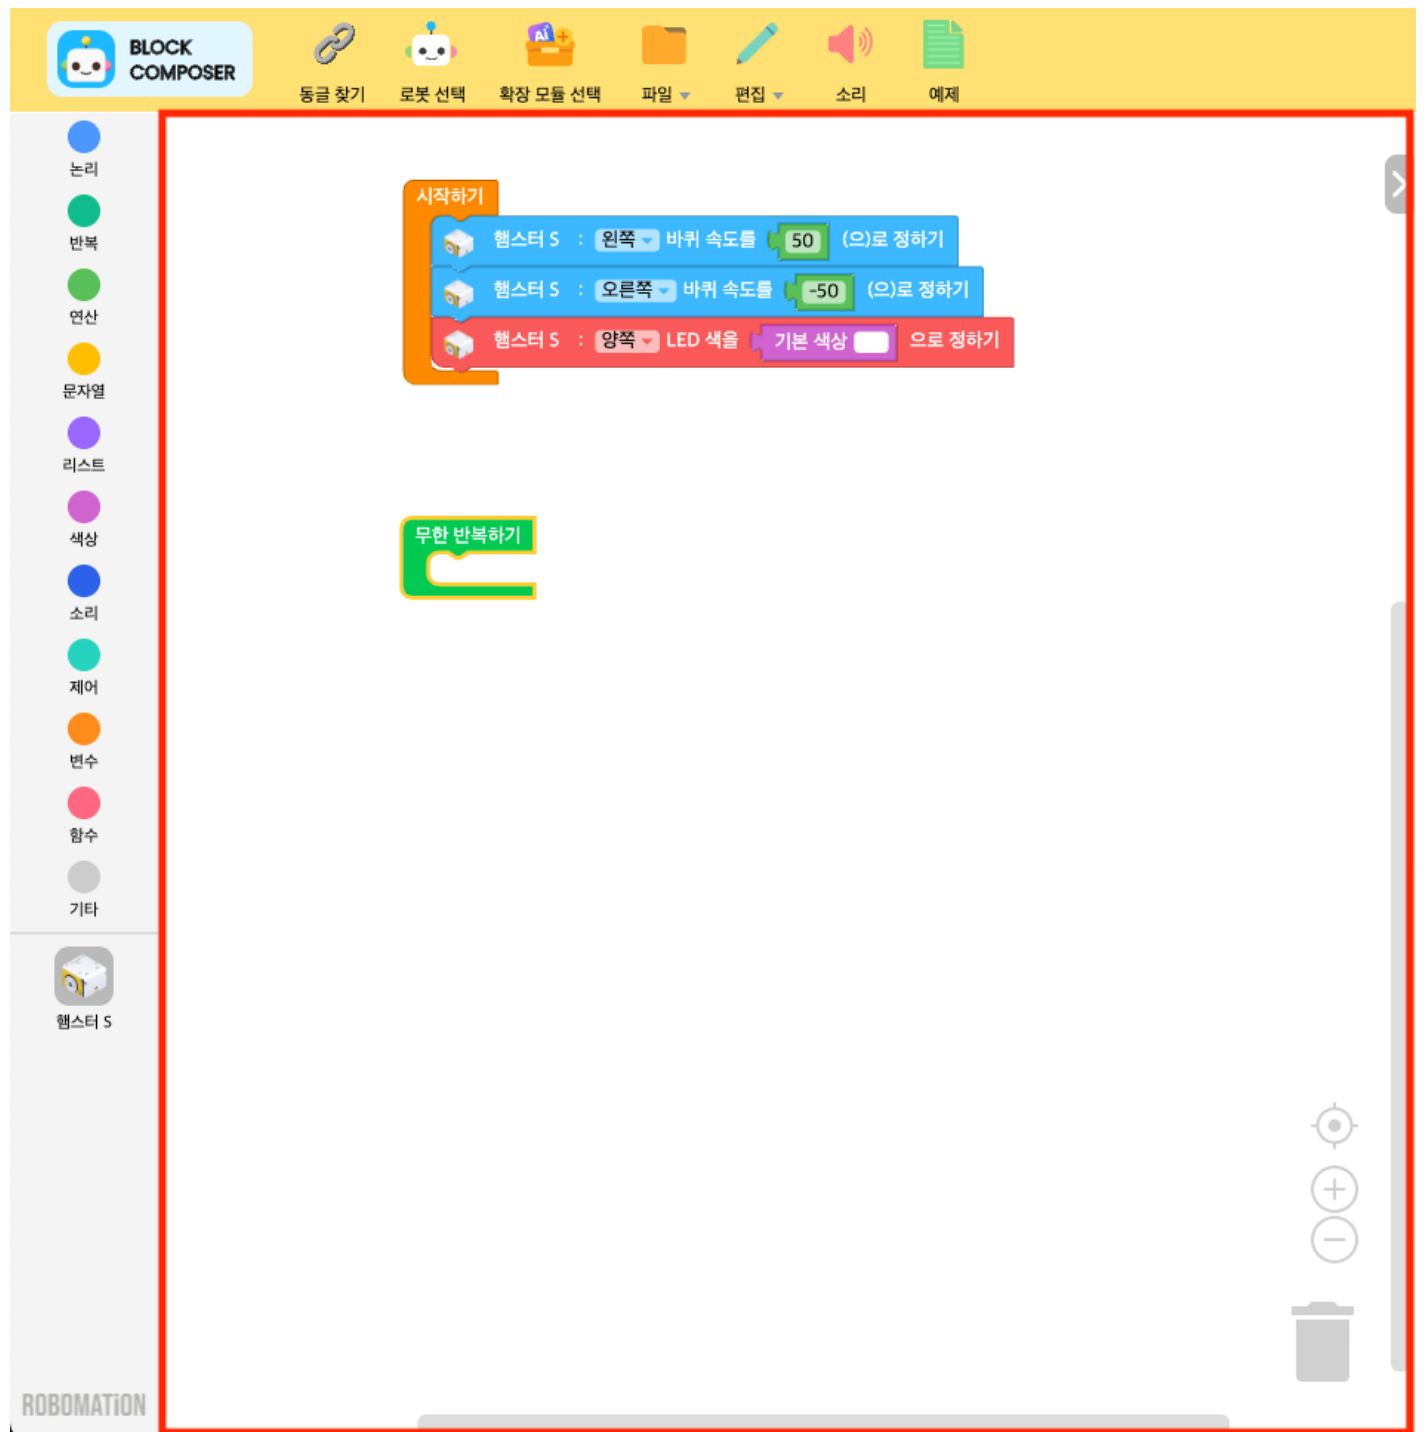 BLOCK
COMPOSER
동글 찾기
로봇 선택
확장 모듈 선택
파일
편집
소리
예제
논리
반복
연산
문자열
리스트
색상
소리
제어
변수
함수
기타
햄스터 S
ROBOMATION
시작하기
햄스터 S : 왼쪽 바퀴 속도를 50 (으)로 정하기
햄스터 S : 오른쪽 바퀴 속도를 -50 (으)로 정하기
햄스터 S : 양쪽 LED 색을 기본 색상 으로 정하기
무한 반복하기